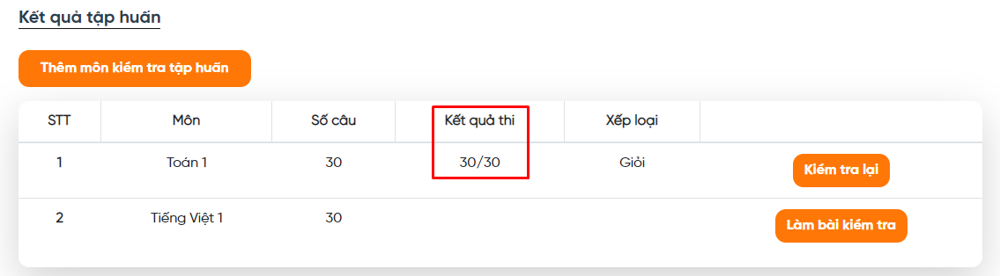 Kết quả tập huấn
Thêm môn kiểm tra tập huấn
STT Môn Số câu Kết quả thi Xếp loại
1 Toán 1 30 30/30 Giỏi Kiểm tra lại
2 Tiếng Việt 1 30 Làm bài kiểm tra